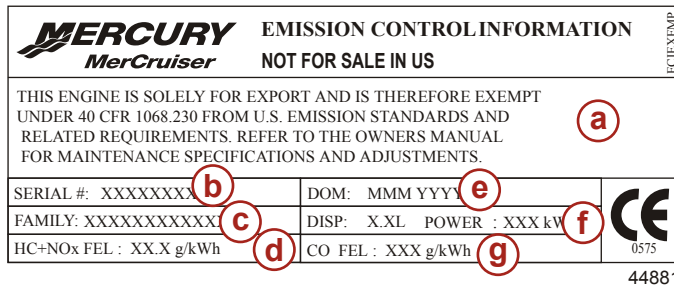 MERCURY
MerCruiser
EMISSION CONTROL INFORMATION
NOT FOR SALE IN US
THIS ENGINE IS SOLELY FOR EXPORT AND IS THEREFORE EXEMPT
UNDER 40 CFR 1068.230 FROM U.S. EMISSION STANDARDS AND
RELATED REQUIREMENTS. REFER TO THE OWNERS MANUAL
FOR MAINTENANCE SPECIFICATIONS AND ADJUSTMENTS.
a
SERIAL #: XXXXXXXX
b
DOM: MMM YYYY
e
FAMILY: XXXXXXXXXXX
c
DISP: X.XL POWER : XXX kW
f
HC+NOx FEL : XX.X g/kWh
d
CO FEL : XXX g/kWh
g
CE
0575
44881